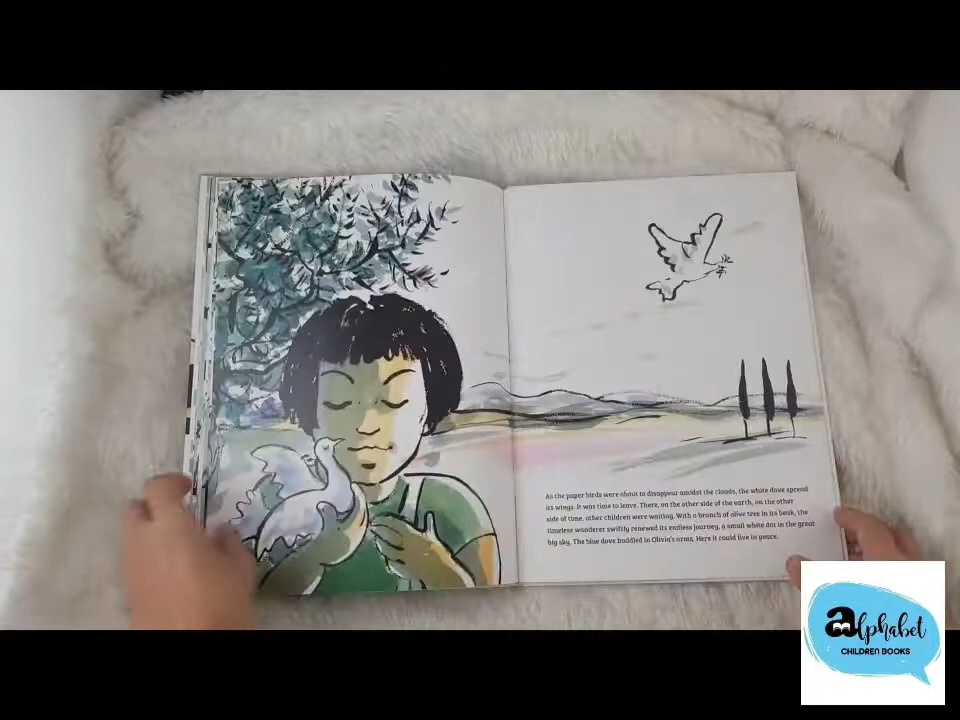 As the paper birds were about to disappear amidst the clouds, the white dove spread
its wings. It was time to leave. There, on the other side of the earth, on the other
side of time, other children were waiting. With a branch of olive tree in its beak, the
timeless wanderer swiftly renewed its endless journey, a small white dot in the great
big sky. The blue dove huddled in Olivia's arms. Here it could live in peace.
alphabet
CHILDREN BOOKS